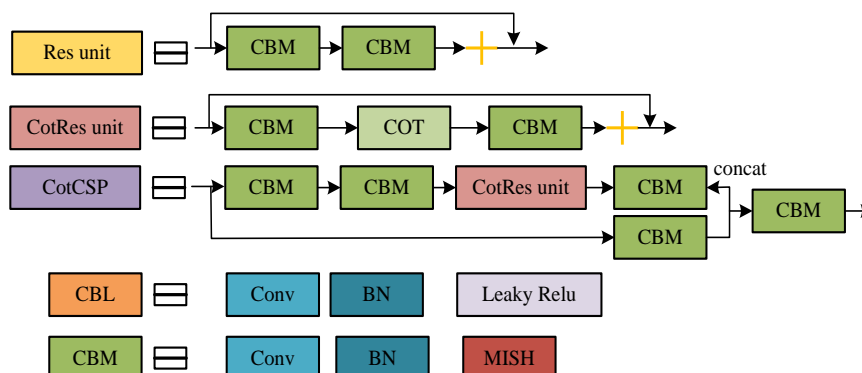 Res unit CBM CBM
CotRes unit CBM COT CBM
CotCSP CBM CBM CotRes unit CBM concat
CBM CBM
CBL Conv BN Leaky Relu
CBM Conv BN MISH